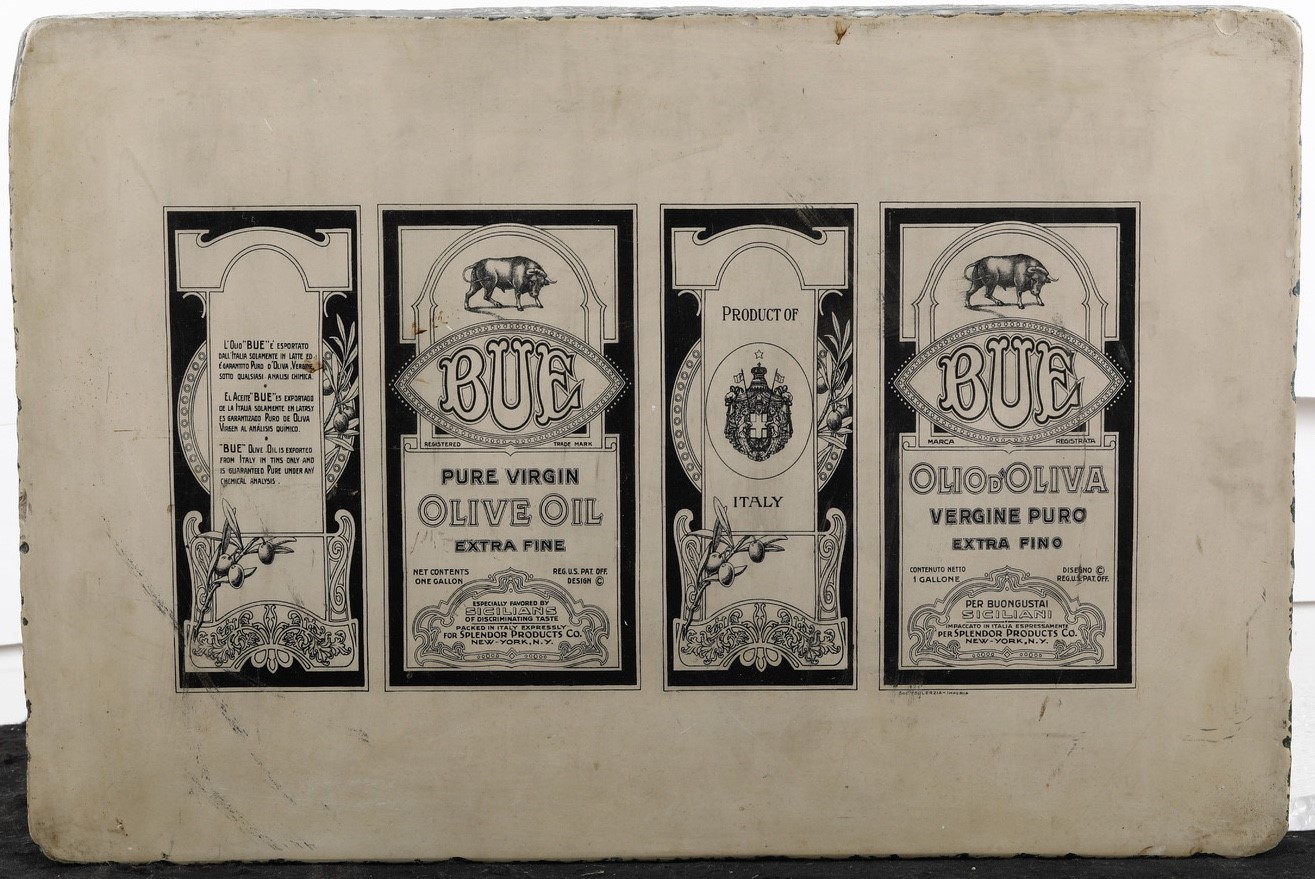 L'OLIO "BUE" È ESPORTATO
DALL'ITALIA SOLAMENTE IN LATTE ED
È GARANTITO PURO D'OLIVA, VERGINE
SOTTO QUALSIASI ANALISI CHIMICA.
EL ACEITE "BUE" ES EXPORTADO
DE LA ITALIA SOLAMENTE EM LATAS Y
ES GARANTIZADO PURO DE OLIVA
VIRGEN AL ANÁLISIS QUIMICO.
"BUE" OLIVE OIL IS EXPORTED
FROM ITALY IN TINS ONLY AND
IS GUARANTEED PURE UNDER ANY
CHEMICAL ANALYSIS.
BUE
REGISTERED TRADE MARK
PURE VIRGIN
OLIVE OIL
EXTRA FINE
NET CONTENTS
ONE GALLON
REG. U.S. PAT. OFF.
DESIGN ©
ESPECIALLY FAVORED BY
SICILIANS
OF DISCRIMINATING TASTE
PACKED IN ITALY EXPRESSLY
FOR SPLENDOR PRODUCTS CO.
NEW-YORK, N.Y.
PRODUCT OF
ITALY
BUE
MARCA REGISTRATA
OLIO D'OLIVA
VERGINE PURO
EXTRA FINO
CONTENUTO NETTO
1 GALLONE
DISEGNO ©
REG. U.S. PAT. OFF.
PER BUONGUSTAI
SICILIANI
IMPACCATO IN ITALIA ESPRESSAMENTE
PER SPLENDOR PRODUCTS CO.
NEW-YORK, N.Y.